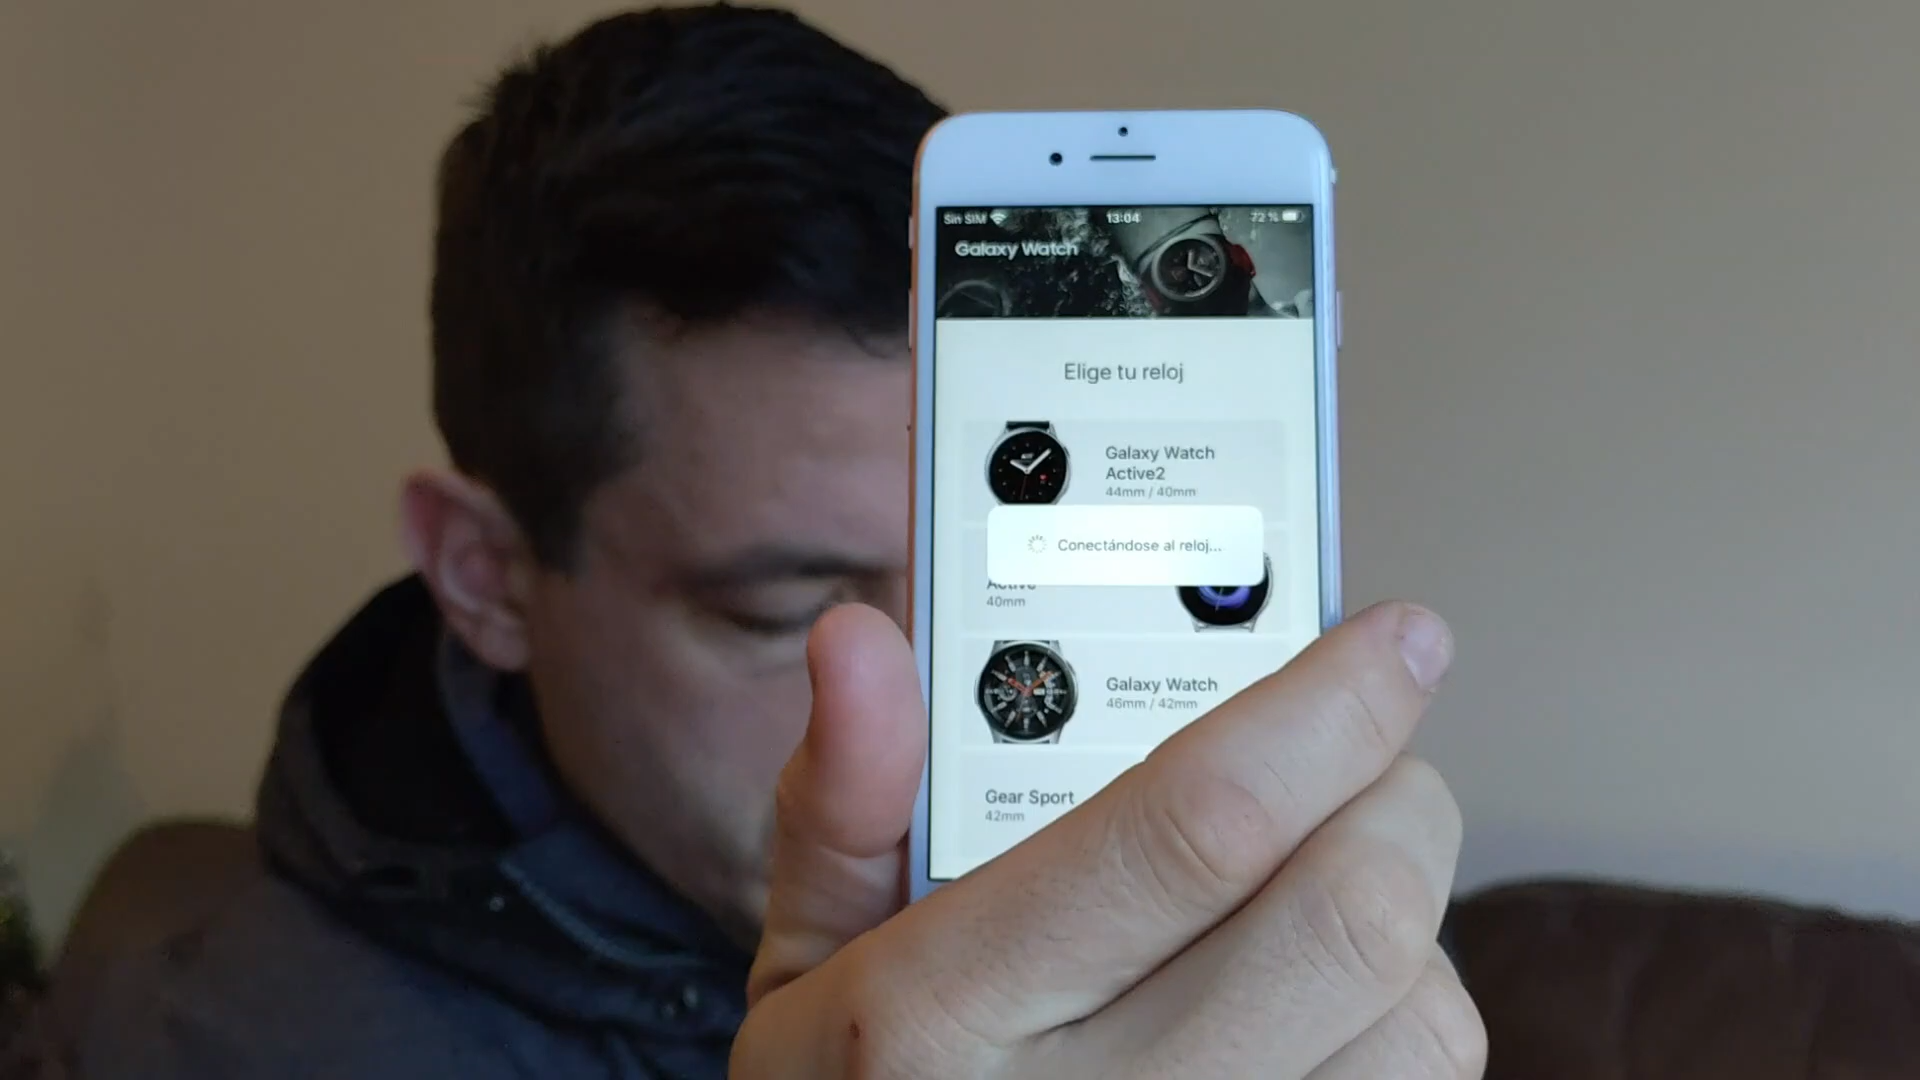 Sin SIM 13:04 72 %
Galaxy Watch
Elige tu reloj
Galaxy Watch
Active2
44mm / 40mm
Conectándose al reloj...
Active
40mm
Galaxy Watch
46mm / 42mm
Gear Sport
42mm